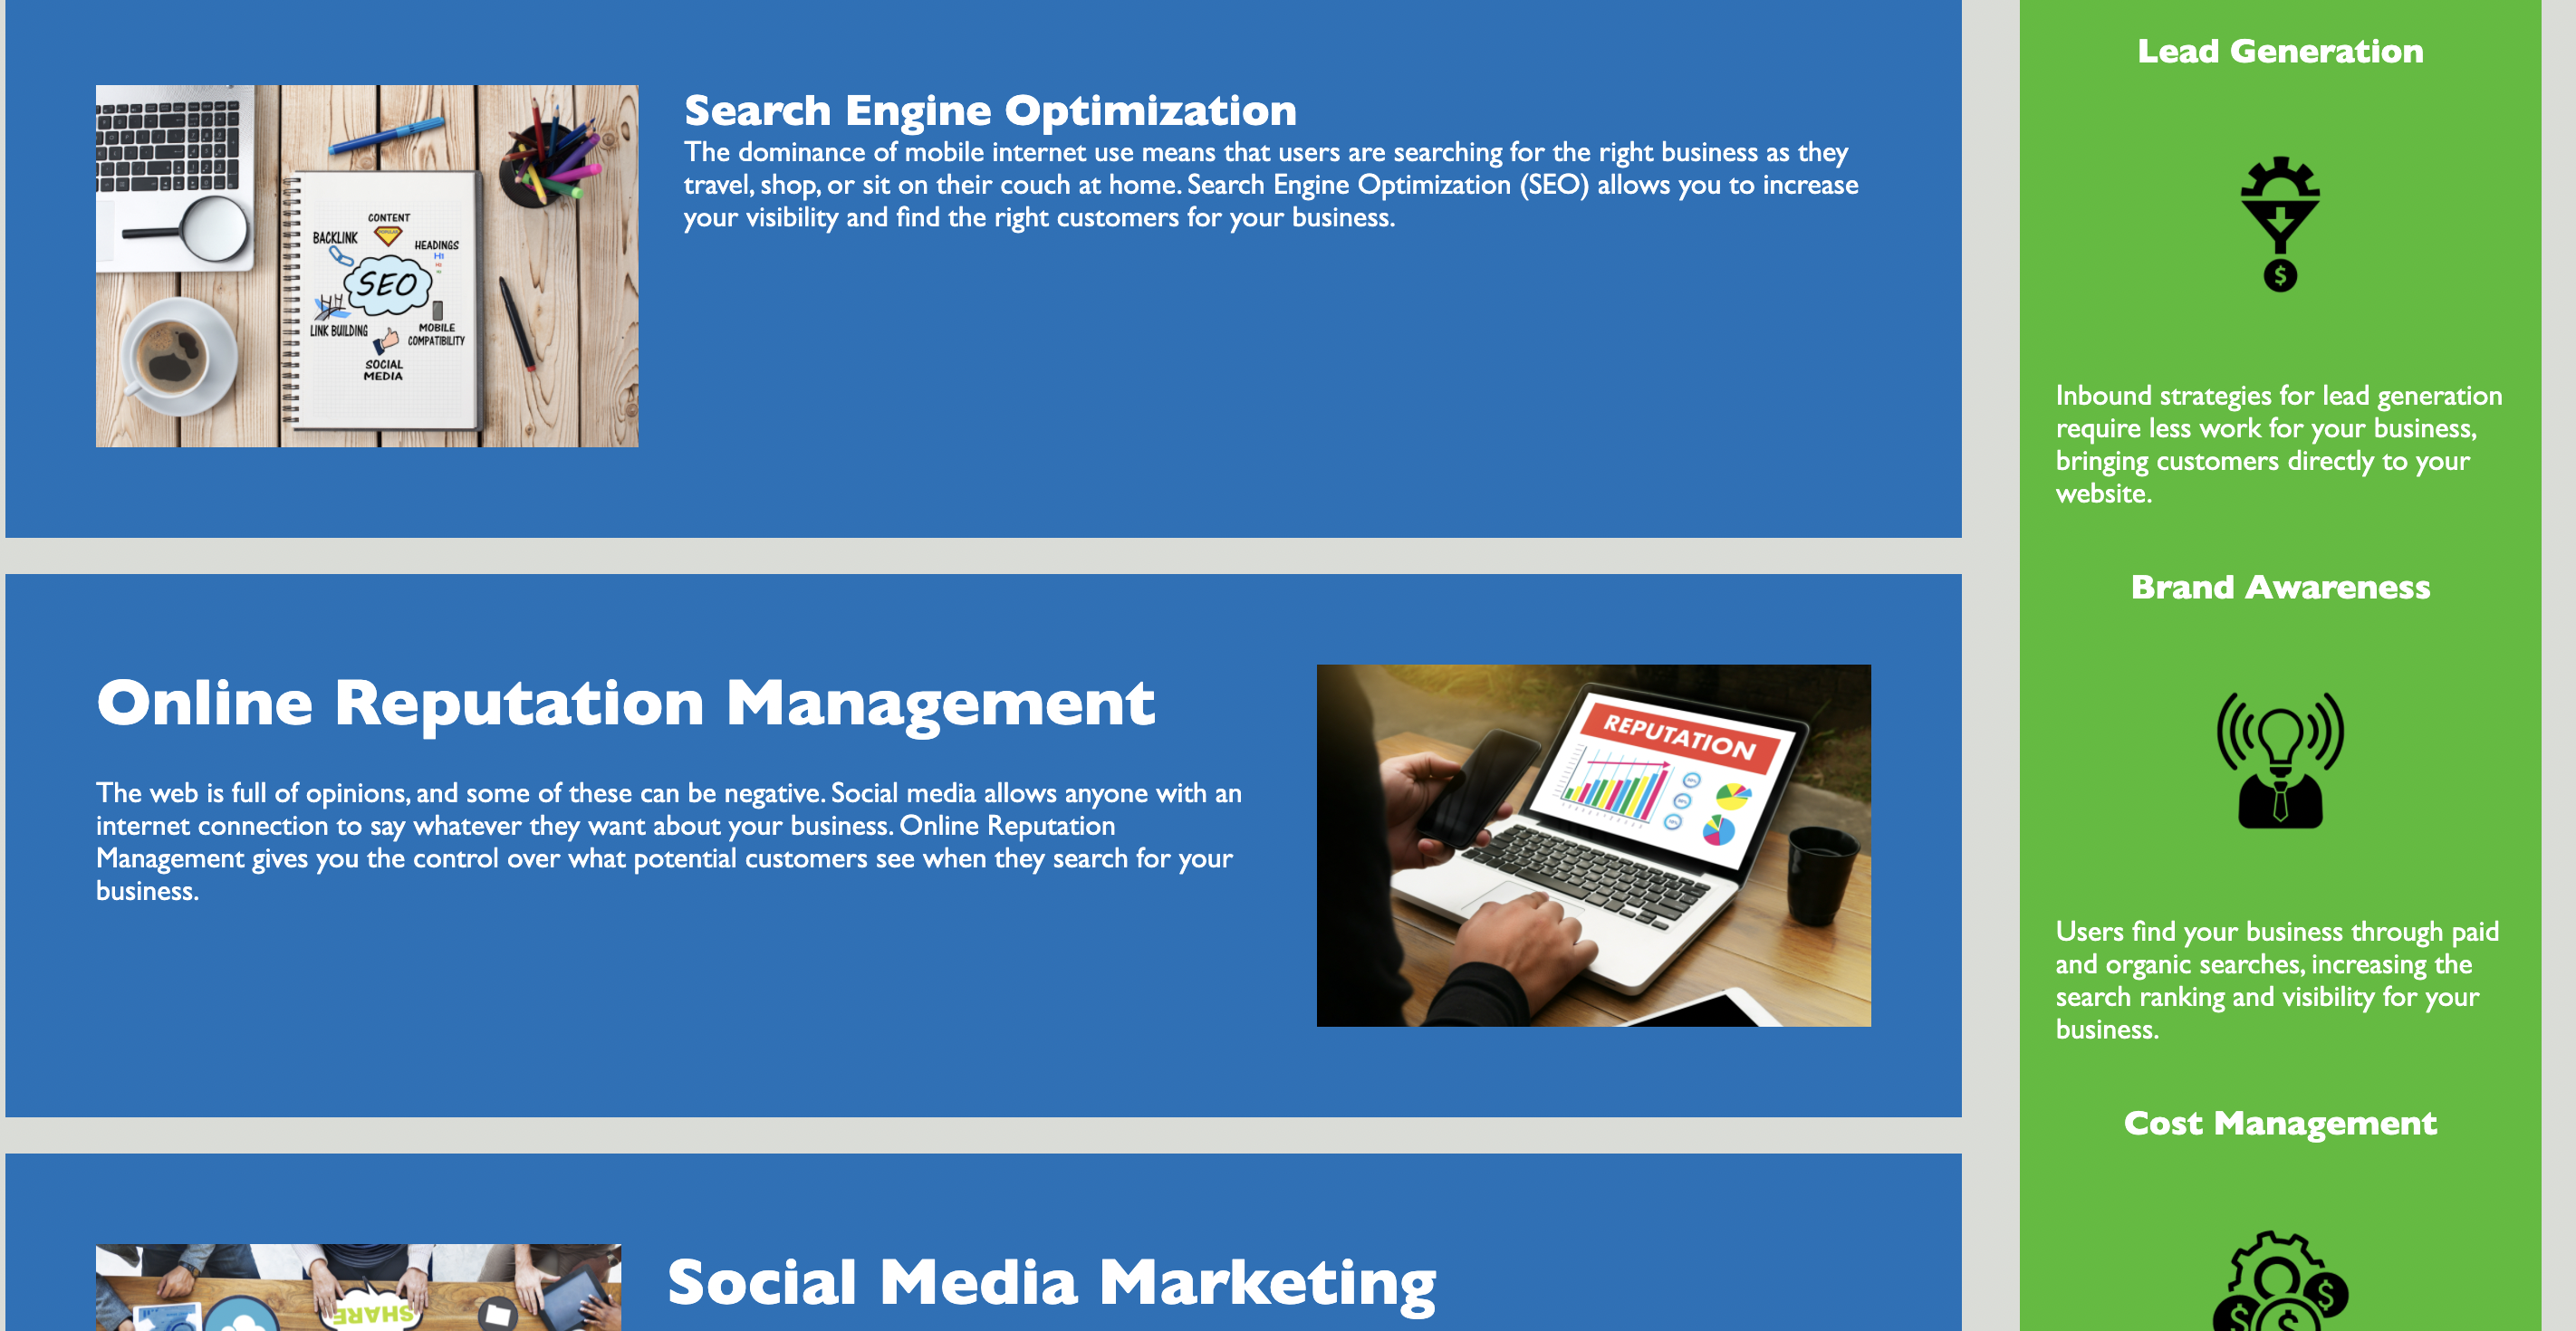 Search Engine Optimization
The dominance of mobile internet use means that users are searching for the right business as they
travel, shop, or sit on their couch at home. Search Engine Optimization (SEO) allows you to increase
your visibility and find the right customers for your business.
CONTENT
BACKLINK
HEADINGS
H1
SEO
LINK BUILDING
MOBILE
COMPATIBILITY
SOCIAL
MEDIA
Online Reputation Management
The web is full of opinions, and some of these can be negative. Social media allows anyone with an
internet connection to say whatever they want about your business. Online Reputation
Management gives you the control over what potential customers see when they search for your
business.
REPUTATION
Social Media Marketing
SHARE
Lead Generation
$
Inbound strategies for lead generation
require less work for your business,
bringing customers directly to your
website.
Brand Awareness
Users find your business through paid
and organic searches, increasing the
search ranking and visibility for your
business.
Cost Management
$
$
$